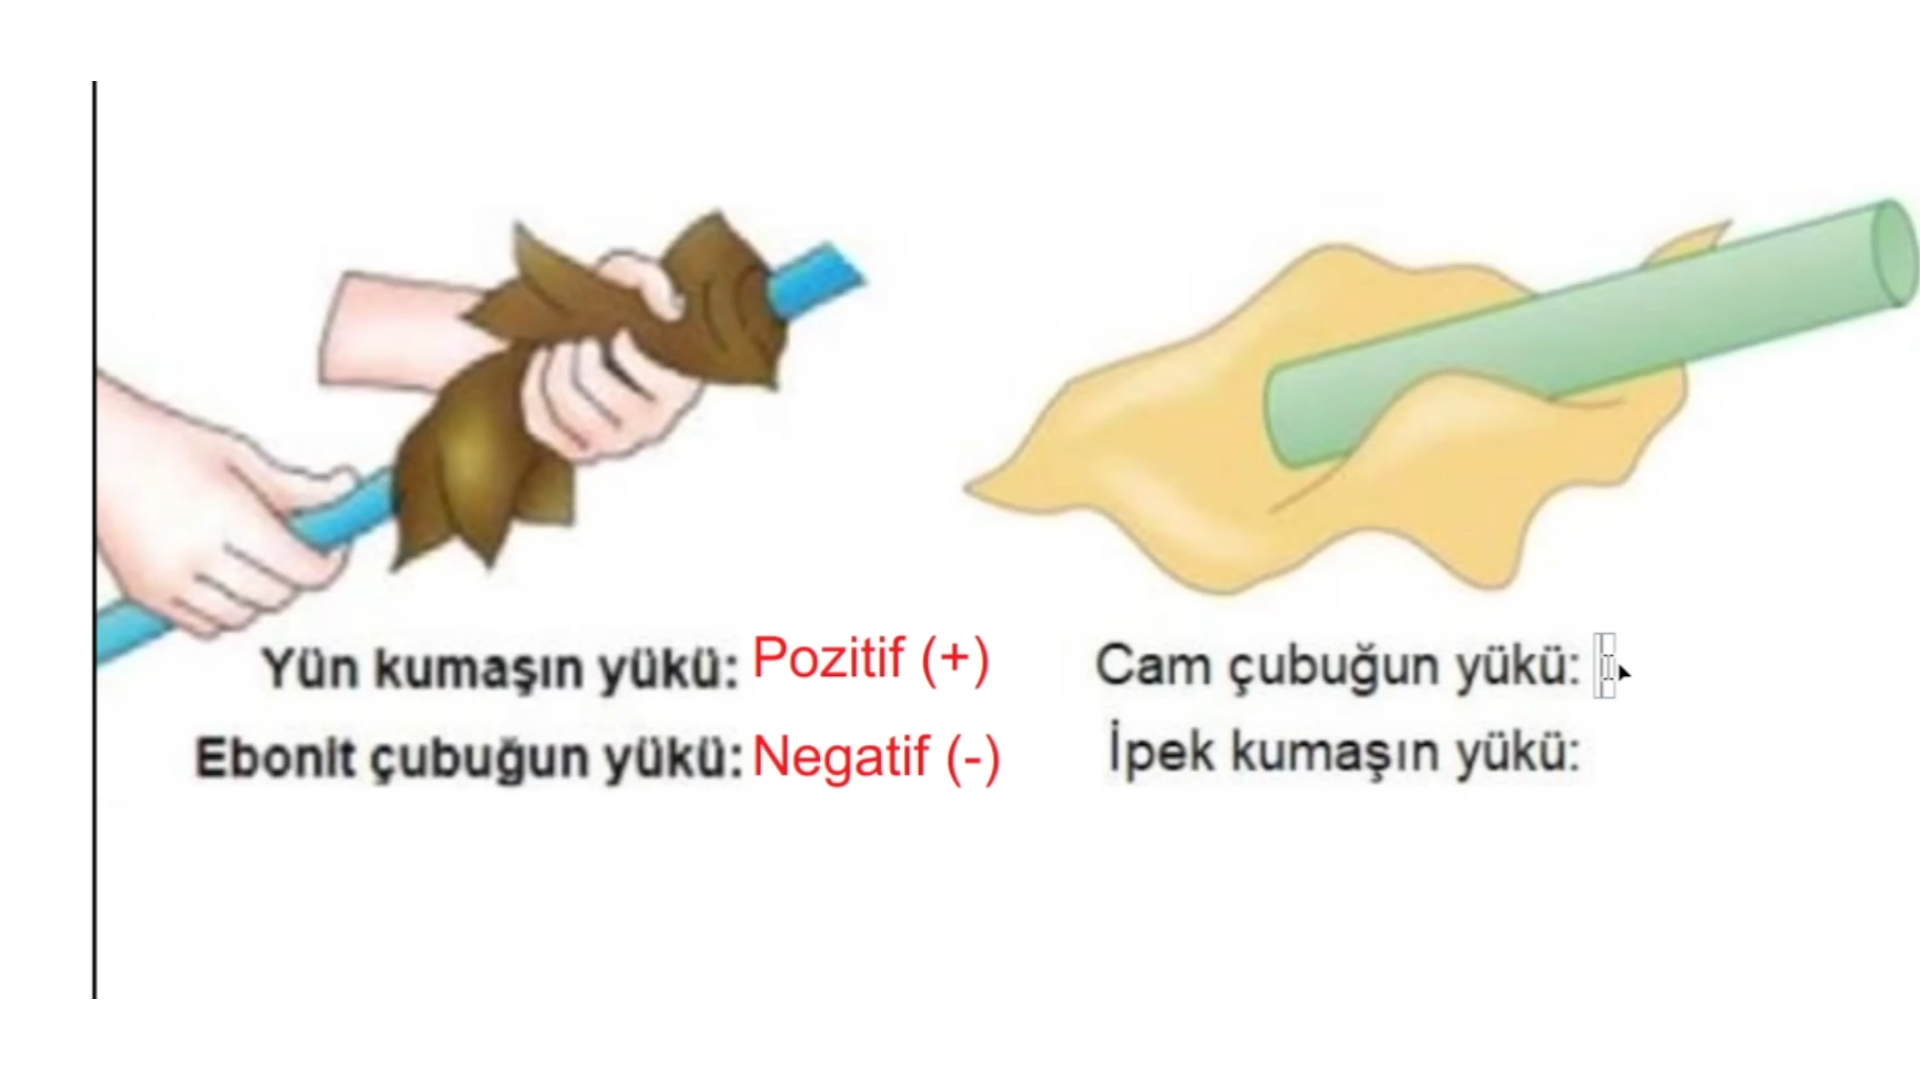 Yün kumaşın yükü: Pozitif (+)
Ebonit çubuğun yükü: Negatif (-)
Cam çubuğun yükü:
İpek kumaşın yükü: